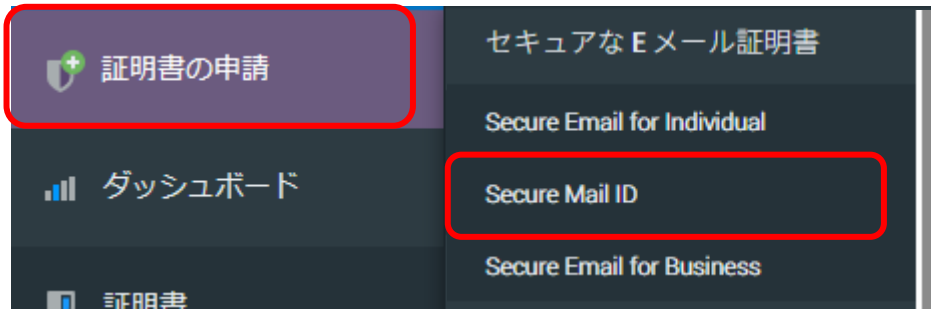 証明書の申請
ダッシュボード
証明書
セキュアな E メール証明書
Secure Email for Individual
Secure Mail ID
Secure Email for Business